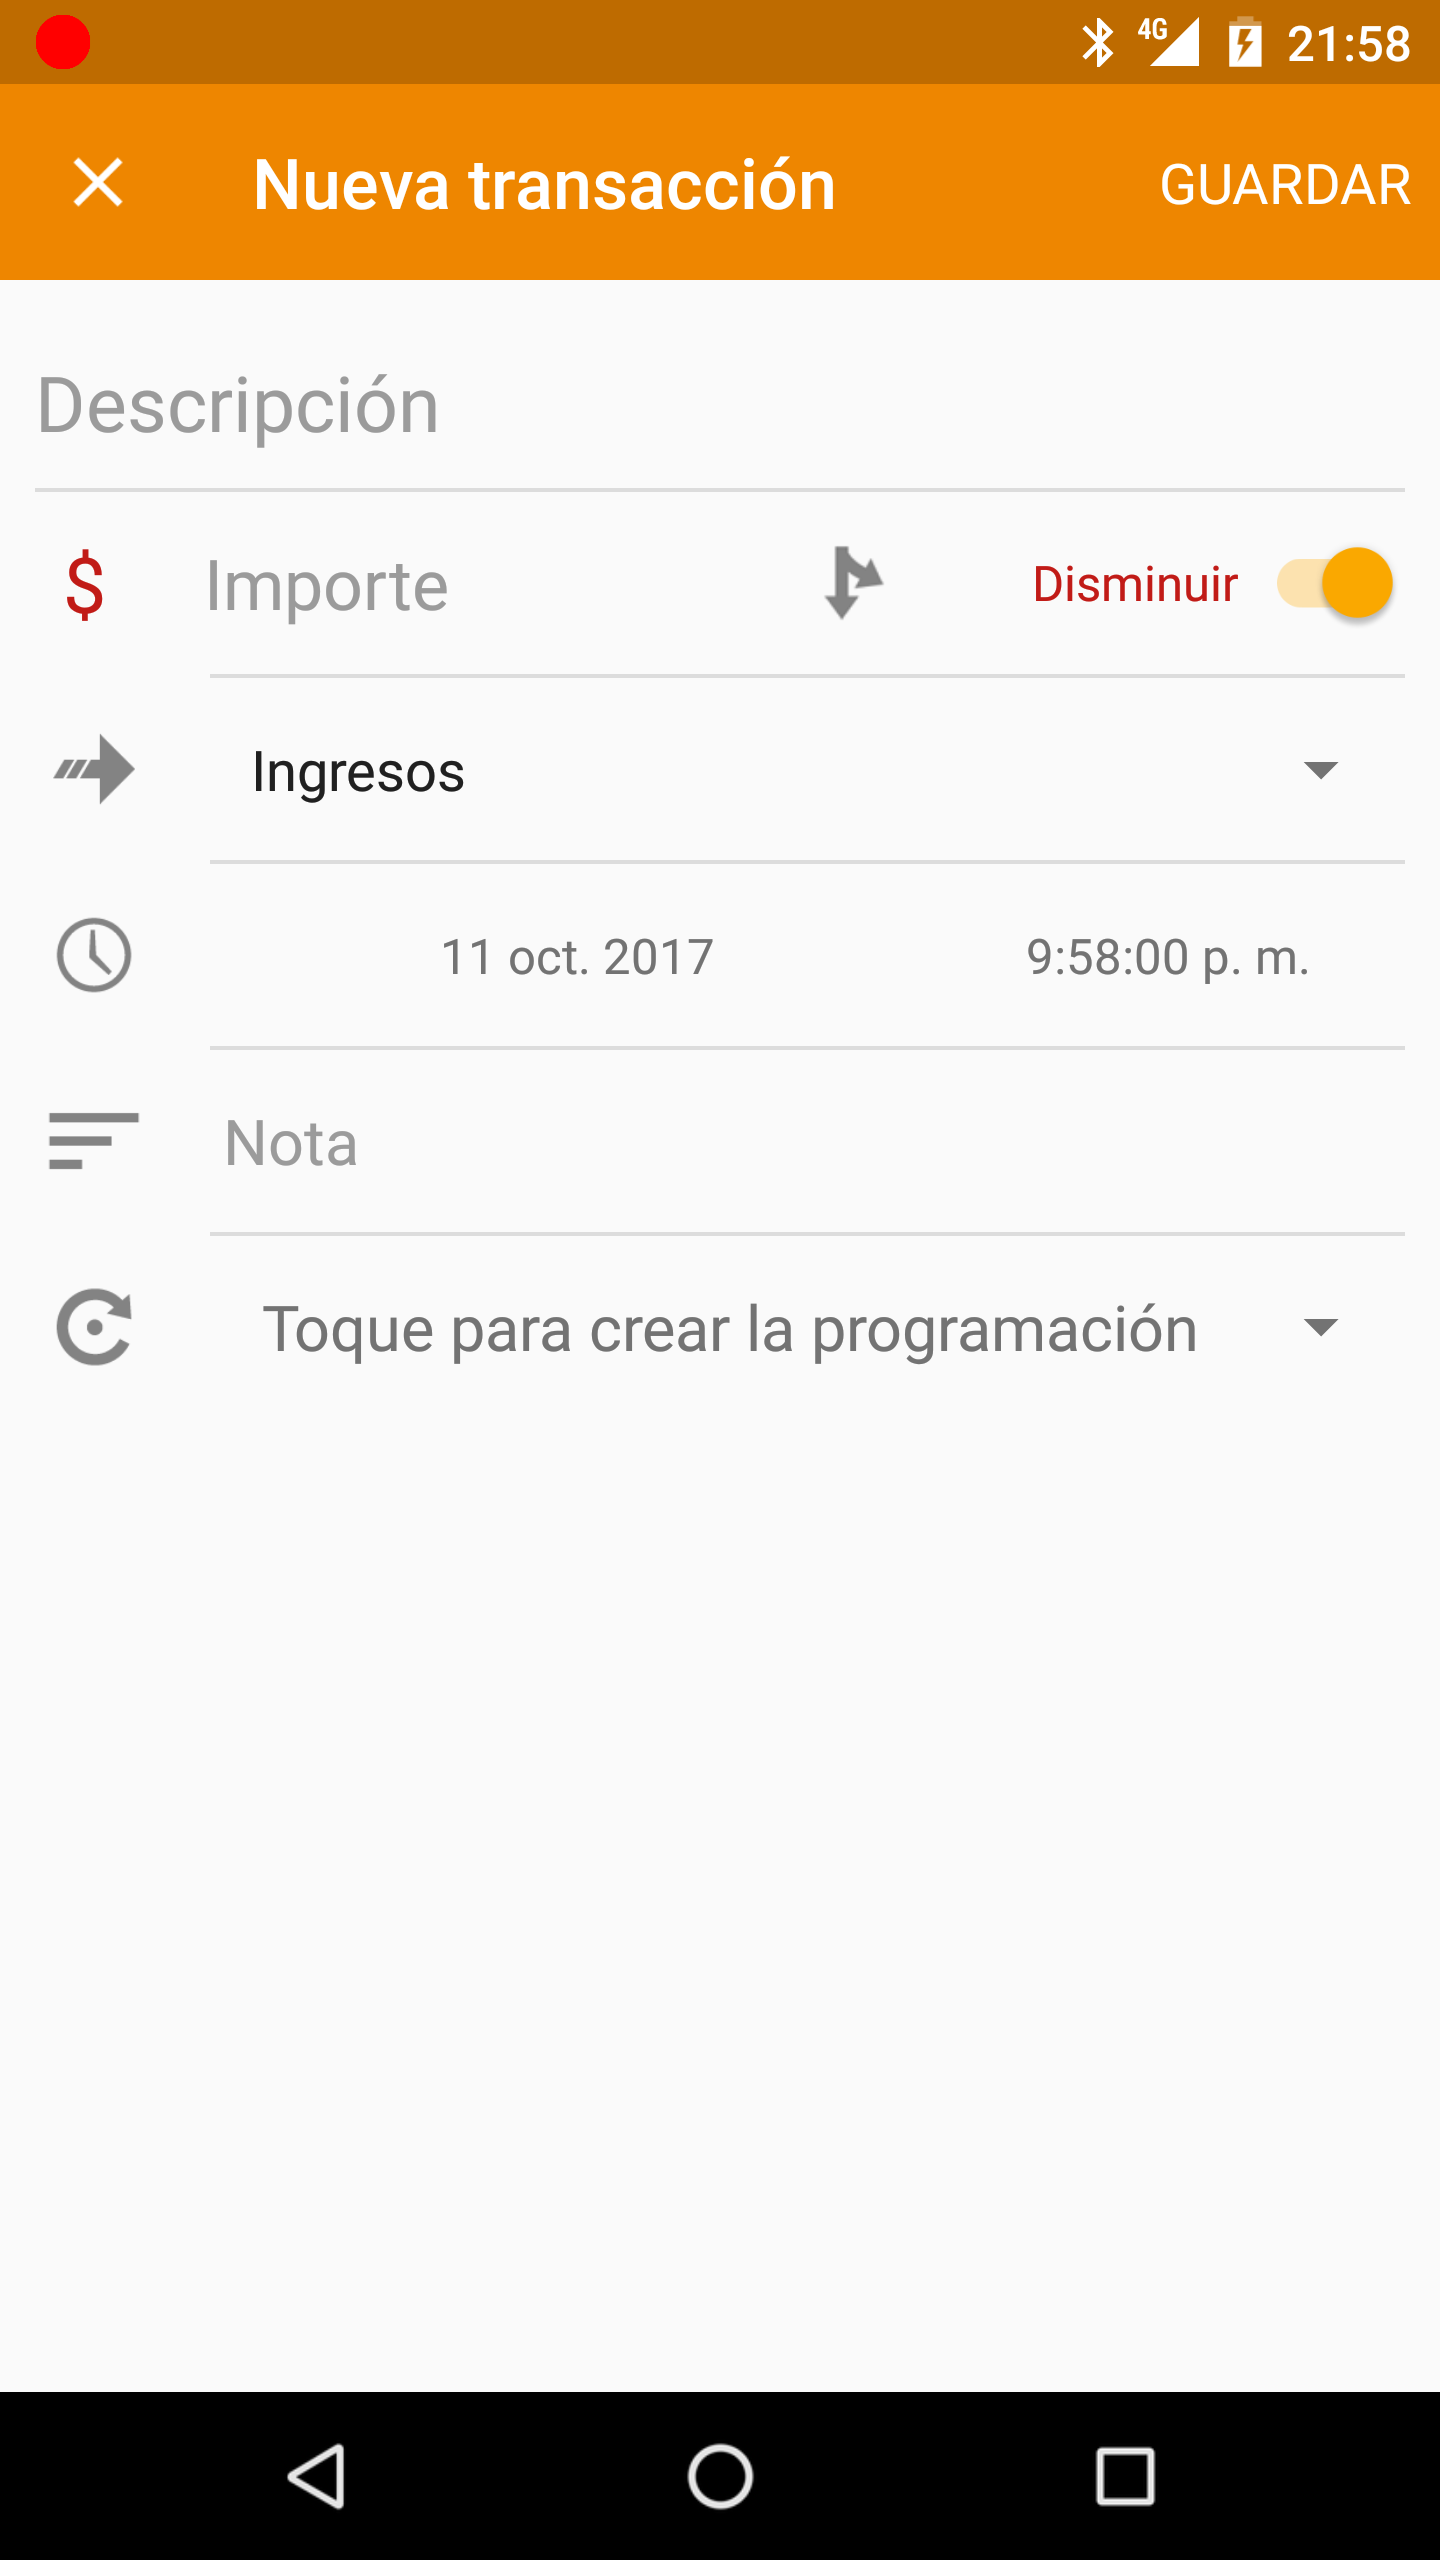 4G 21:58
Nueva transacción GUARDAR
Descripción
$ Importe Disminuir
Ingresos
11 oct. 2017 9:58:00 p. m.
Nota
Toque para crear la programación